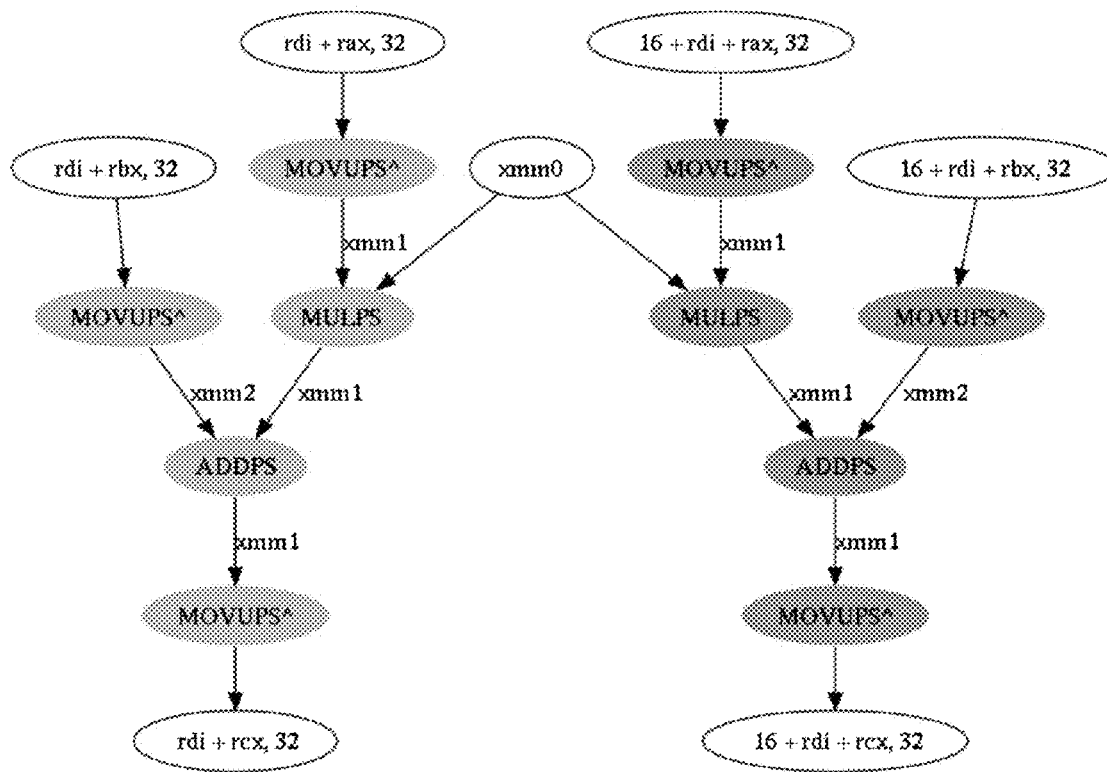 rdi + rax, 32
16 + rdi + rax, 32
rdi + rbx, 32
MOVUPS^
xmm0
MOVUPS^
16 + rdi + rbx, 32
xmm1
xmm1
MOVUPS^
MULPS
MULPS
MOVUPS^
xmm2
xmm1
xmm1
xmm2
ADDPS
ADDPS
xmm1
xmm1
MOVUPS^
MOVUPS^
rdi + rcx, 32
16 + rdi + rcx, 32